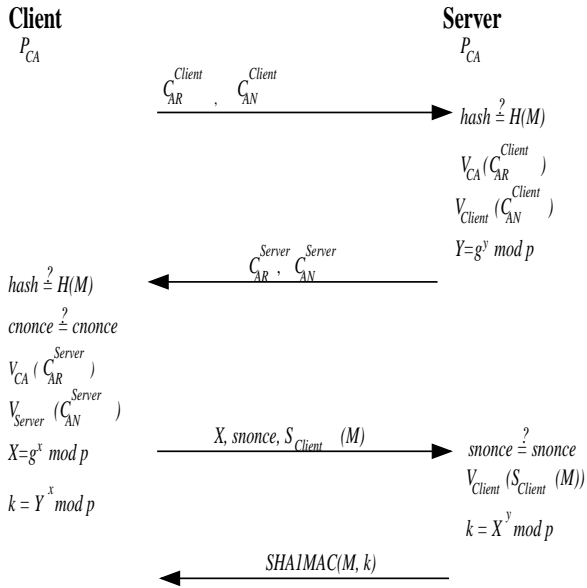 Client Server
P_CA P_CA
C_AR^Client , C_AN^Client
hash ≟ H(M)
V_CA (C_AR^Client )
V_Client (C_AN^Client )
Y=g^y mod p
C_AR^Server , C_AN^Server
hash ≟ H(M)
cnonce ≟ cnonce
V_CA ( C_AR^Server )
V_Server (C_AN^Server )
X=g^x mod p
k = Y^x mod p
X, snonce, S_Client (M)
snonce ≟ snonce
V_Client (S_Client (M))
k = X^y mod p
SHA1MAC(M, k)